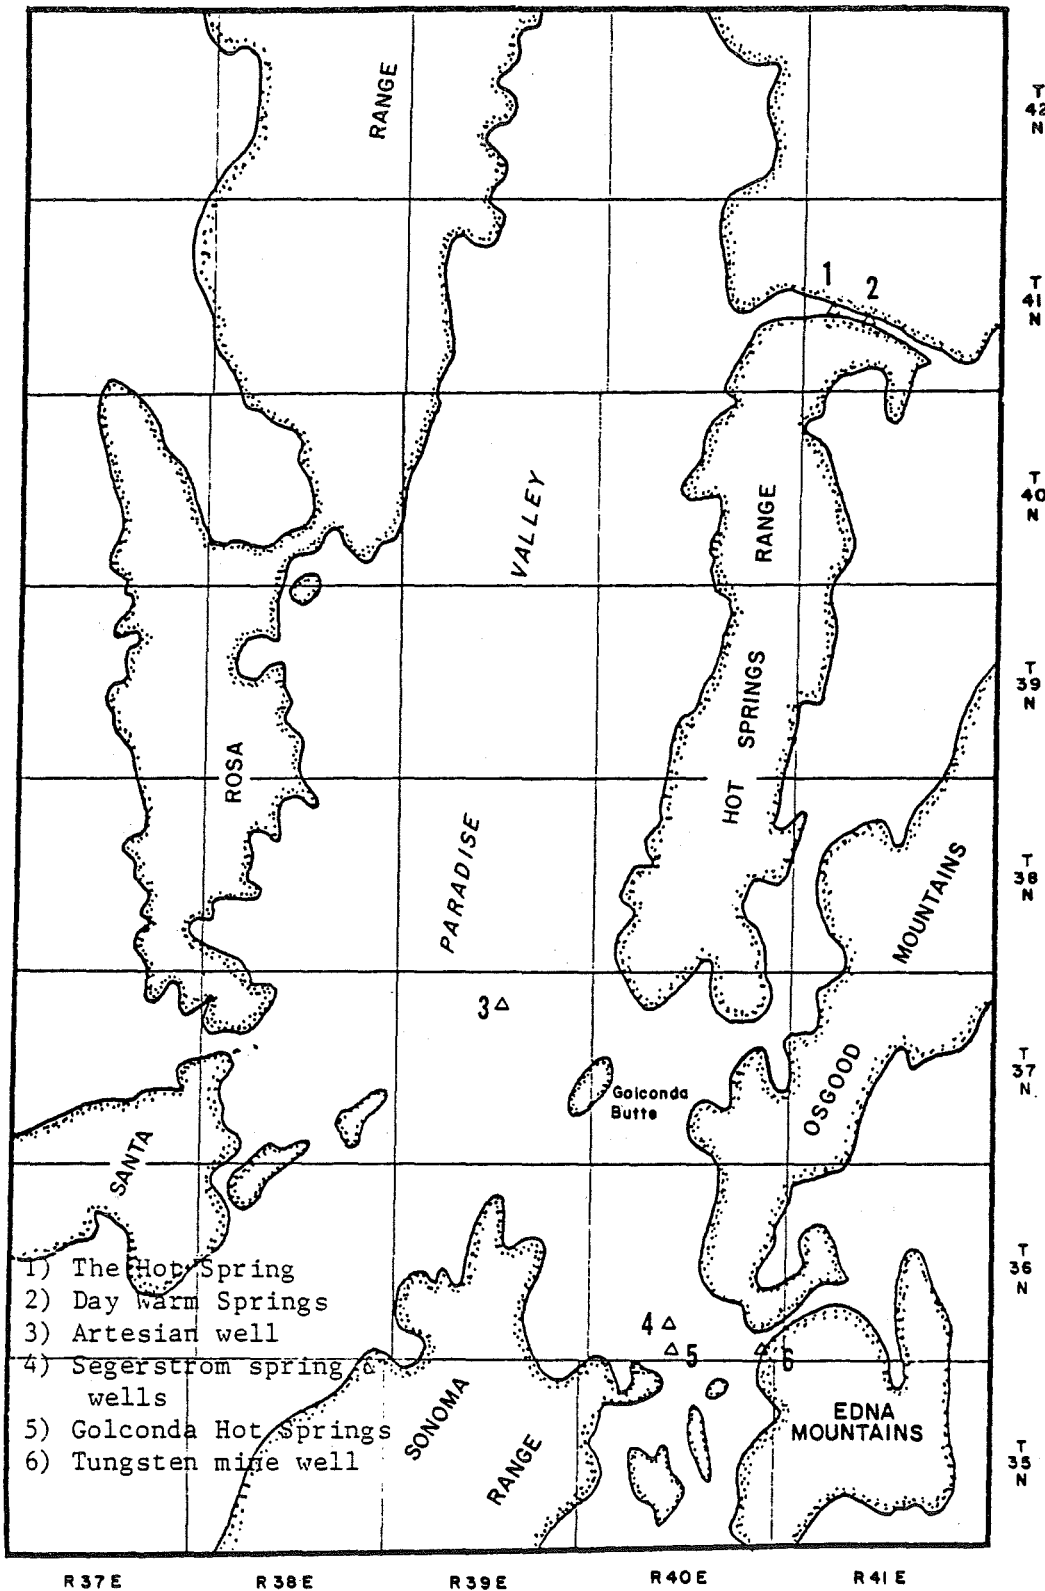 RANGE
T
42
N
1
2
T
41
N
VALLEY
RANGE
T
40
N
HOT SPRINGS
T
39
N
ROSA
PARADISE
MOUNTAINS
T
38
N
3
Golconda
Butte
OSGOOD
T
37
N
SANTA
T
36
N
1) The Hot Spring
2) Day Warm Springs
3) Artesian well
4) Segerstrom spring &
wells
5) Golconda Hot Springs
6) Tungsten mine well
4
5
6
SONOMA
RANGE
EDNA
MOUNTAINS
T
35
N
R37E
R38E
R39E
R40E
R41E